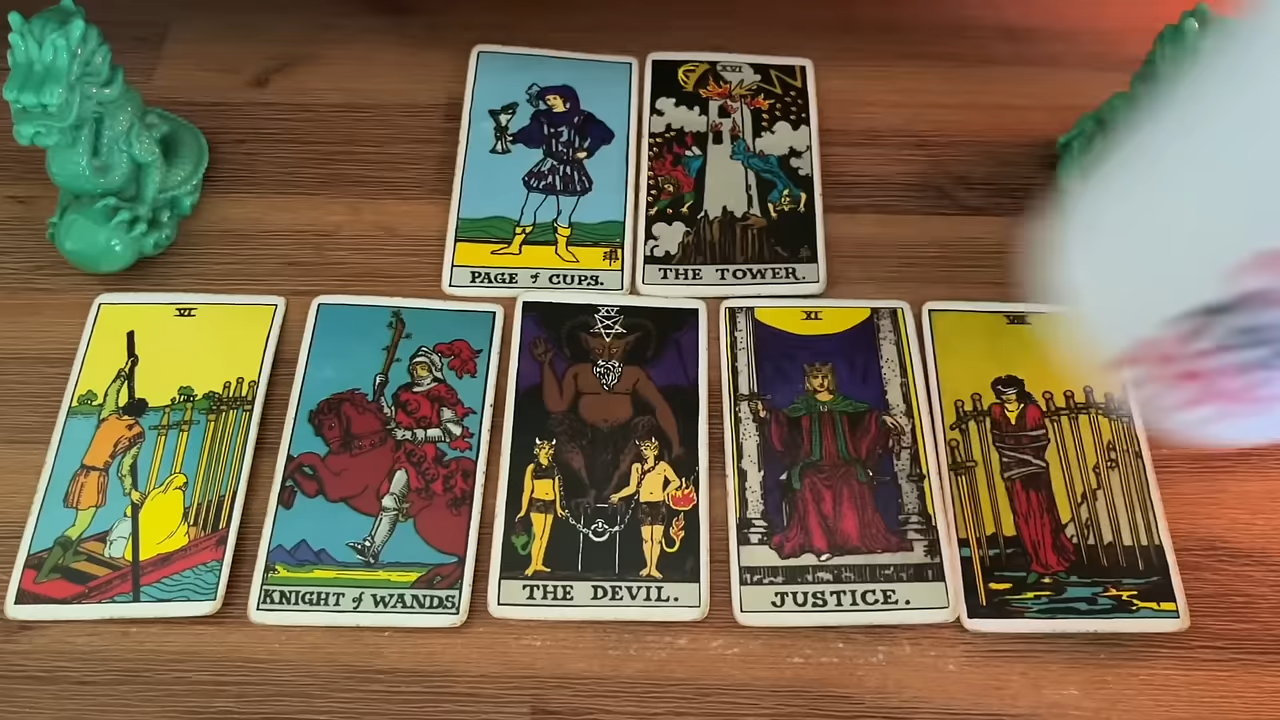 PAGE of CUPS.
XVI
THE TOWER.
VI
KNIGHT of WANDS.
XV
THE DEVIL.
XI
JUSTICE.
VIII